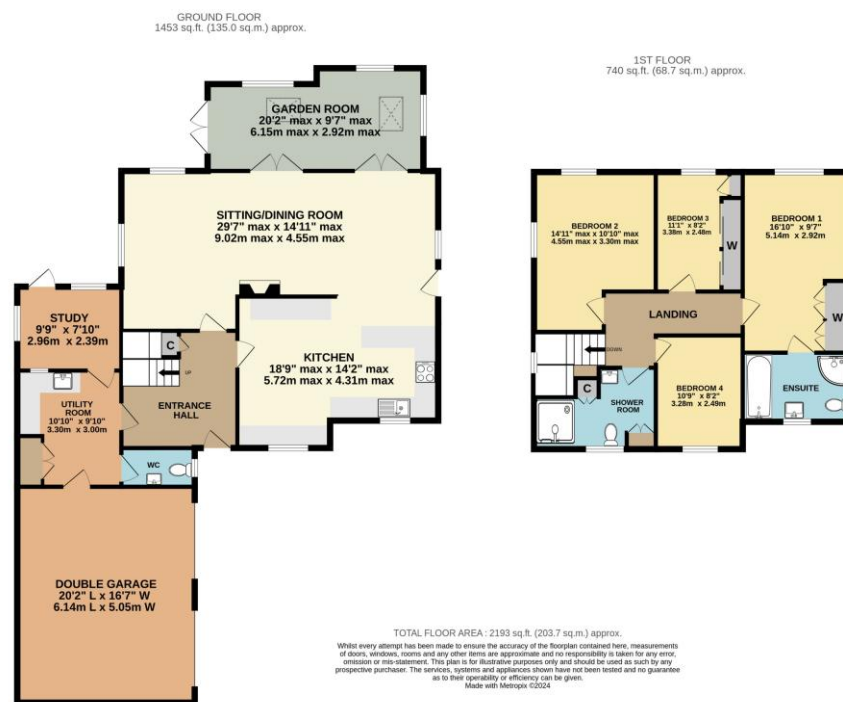 GROUND FLOOR
1453 sq.ft. (135.0 sq.m.) approx.
GARDEN ROOM
20'2" max x 9'7" max
6.15m max x 2.92m max
SITTING/DINING ROOM
29'7" max x 14'11" max
9.02m max x 4.55m max
STUDY
9'9" x 7'10"
2.96m x 2.39m
C
UP
KITCHEN
18'9" max x 14'2" max
5.72m max x 4.31m max
UTILITY
ROOM
10'10" x 9'10"
3.30m x 3.00m
ENTRANCE
HALL
WC
DOUBLE GARAGE
20'2" L x 16'7" W
6.14m L x 5.05m W
1ST FLOOR
740 sq.ft. (68.7 sq.m.) approx.
BEDROOM 2
14'11" max x 10'10" max
4.55m max x 3.30m max
BEDROOM 3
11'1" x 8'2"
3.38m x 2.48m
W
BEDROOM 1
16'10" x 9'7"
5.14m x 2.92m
W
LANDING
DOWN
C
SHOWER
ROOM
BEDROOM 4
10'9" x 8'2"
3.28m x 2.49m
ENSUITE
TOTAL FLOOR AREA : 2193 sq.ft. (203.7 sq.m.) approx.
Whilst every attempt has been made to ensure the accuracy of the floorplan contained here, measurements
of doors, windows, rooms and any other items are approximate and no responsibility is taken for any error,
omission or mis-statement. This plan is for illustrative purposes only and should be used as such by any
prospective purchaser. The services, systems and appliances shown have not been tested and no guarantee
as to their operability or efficiency can be given.
Made with Metropix ©2024